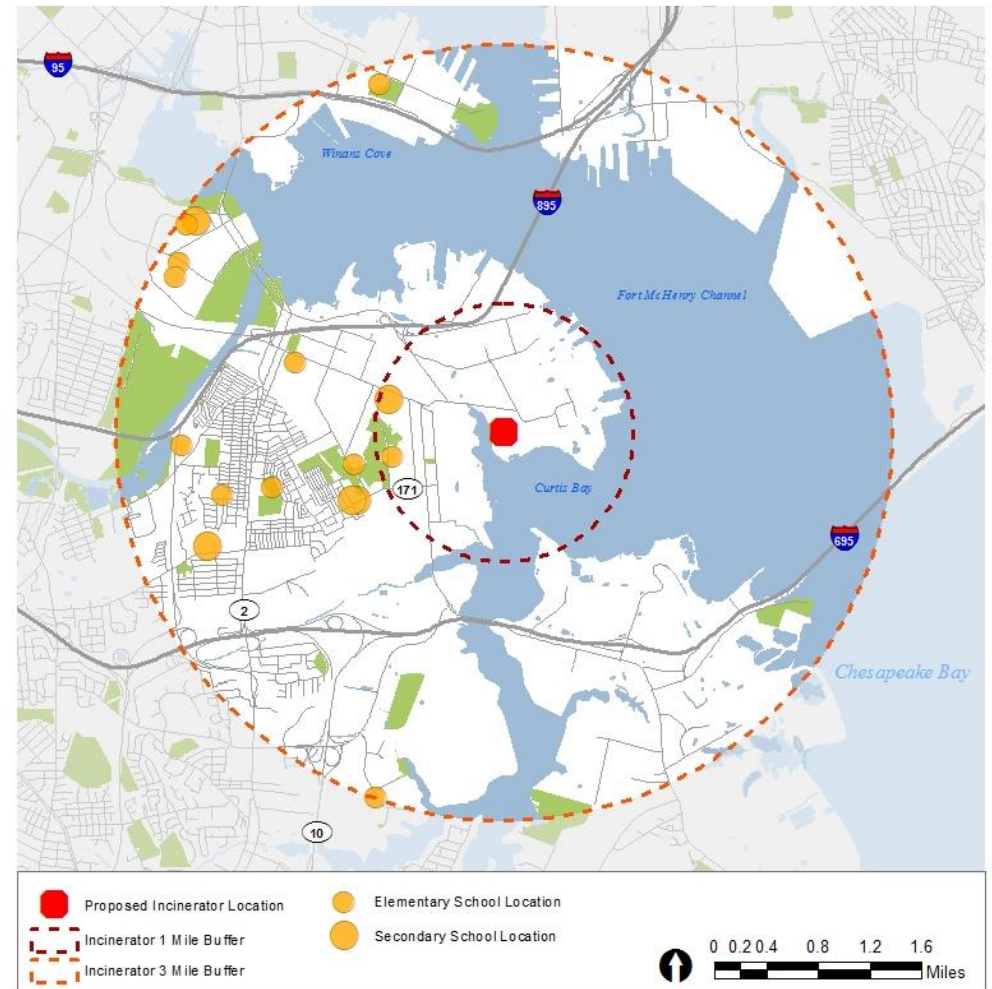 95
Winans Cove
895
Fort McHenry Channel
171
Curtis Bay
695
2
Chesapeake Bay
10
Proposed Incinerator Location
Incinerator 1 Mile Buffer
Incinerator 3 Mile Buffer
Elementary School Location
Secondary School Location
0 0.2 0.4 0.8 1.2 1.6
Miles